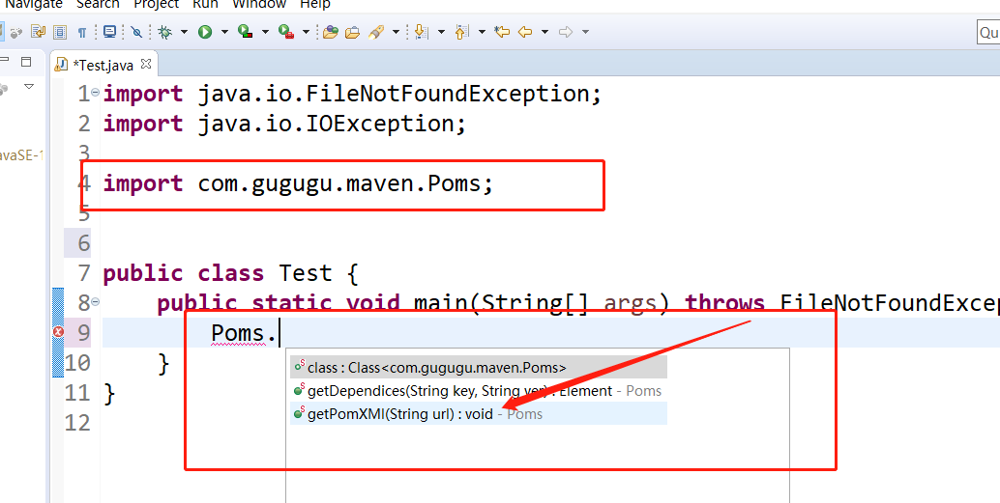 Navigate Search Project Run Window Help
Qu
*Test.java
1 import java.io.FileNotFoundException;
2 import java.io.IOException;
3
4 import com.gugugu.maven.Poms;
5
6
7 public class Test {
avaSE-1
8 public static void main(String[] args) throws FileNotFoundExcep
9 Poms.
class : Class<com.gugugu.maven.Poms>
10 }
getDependices(String key, String ver) : Element - Poms
11 }
getPomXMl(String url) : void - Poms
12